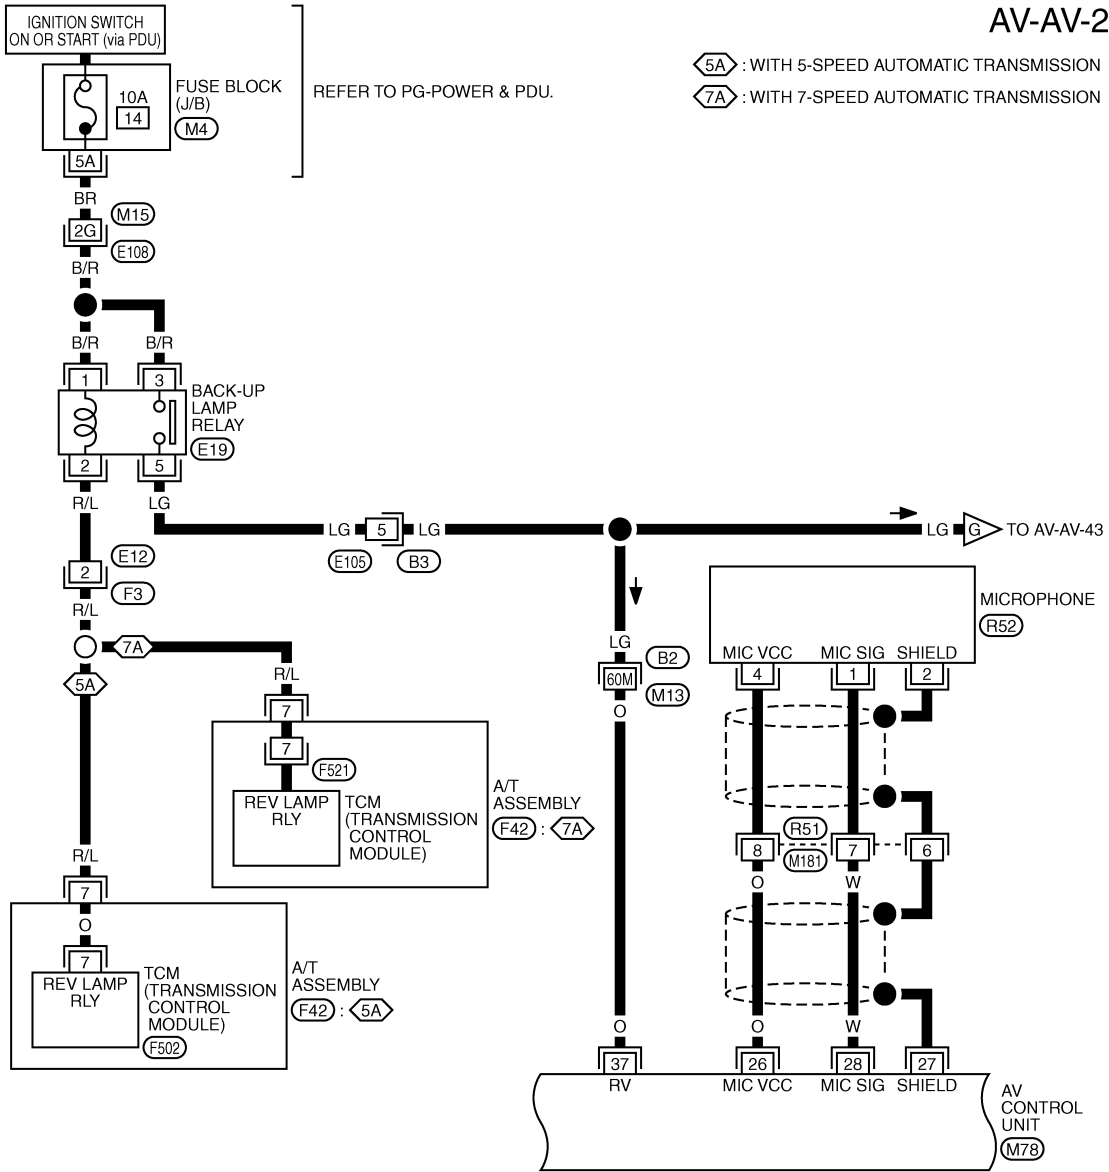 AV-AV-2
IGNITION SWITCH
ON OR START (via PDU)
5A : WITH 5-SPEED AUTOMATIC TRANSMISSION
7A : WITH 7-SPEED AUTOMATIC TRANSMISSION
10A
14
FUSE BLOCK
(J/B)
M4
REFER TO PG-POWER & PDU.
5A
BR
2G
M15
E108
B/R
B/R
B/R
1
3
BACK-UP
LAMP
RELAY
E19
2
5
R/L
LG
LG
5
LG
E105
B3
LG
G
TO AV-AV-43
2
E12
F3
R/L
7A
5A
R/L
7
7
F521
REV LAMP
RLY
TCM
(TRANSMISSION
CONTROL
MODULE)
A/T
ASSEMBLY
F42 : 7A
R/L
7
O
7
REV LAMP
RLY
TCM
(TRANSMISSION
CONTROL
MODULE)
F502
A/T
ASSEMBLY
F42 : 5A
LG
60M
B2
M13
O
O
37
RV
MICROPHONE
R52
MIC VCC
MIC SIG
SHIELD
4
1
2
R51
M181
8
7
6
O
W
O
W
26
28
27
MIC VCC
MIC SIG
SHIELD
AV
CONTROL
UNIT
M78